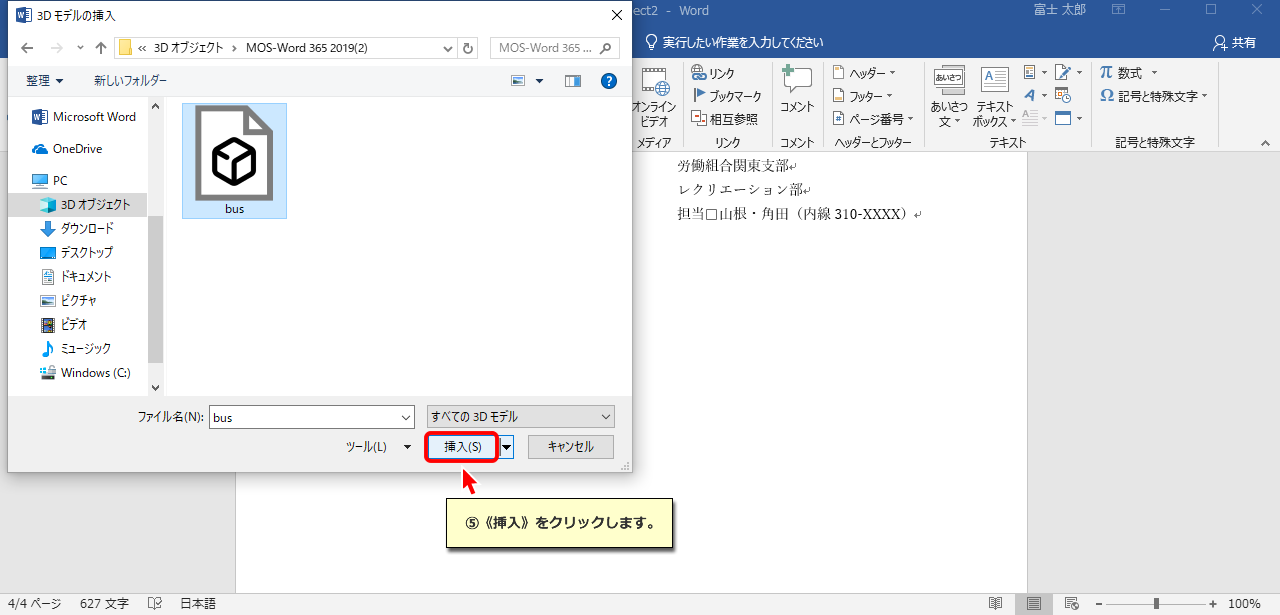 3D モデルの挿入
ect2 - Word
富士 太郎
« 3D オブジェクト › MOS-Word 365 2019(2)
MOS-Word 365 ...
実行したい作業を入力してください
共有
整理
新しいフォルダー
Microsoft Word
OneDrive
PC
3D オブジェクト
ダウンロード
デスクトップ
ドキュメント
ピクチャ
ビデオ
ミュージック
Windows (C:)
bus
ファイル名(N):
bus
すべての 3D モデル
ツール(L)
挿入(S)
キャンセル
オンライン
ビデオ
メディア
リンク
ブックマーク
相互参照
リンク
コメント
コメント
ヘッダー
フッター
ページ番号
ヘッダーとフッター
あいさつ
あいさつ
文
テキスト
ボックス
テキスト
数式
記号と特殊文字
記号と特殊文字
労働組合関東支部
レクリエーション部
担当□山根・角田（内線 310-XXXX）
⑤《挿入》をクリックします。
4/4 ページ
627 文字
日本語
100%